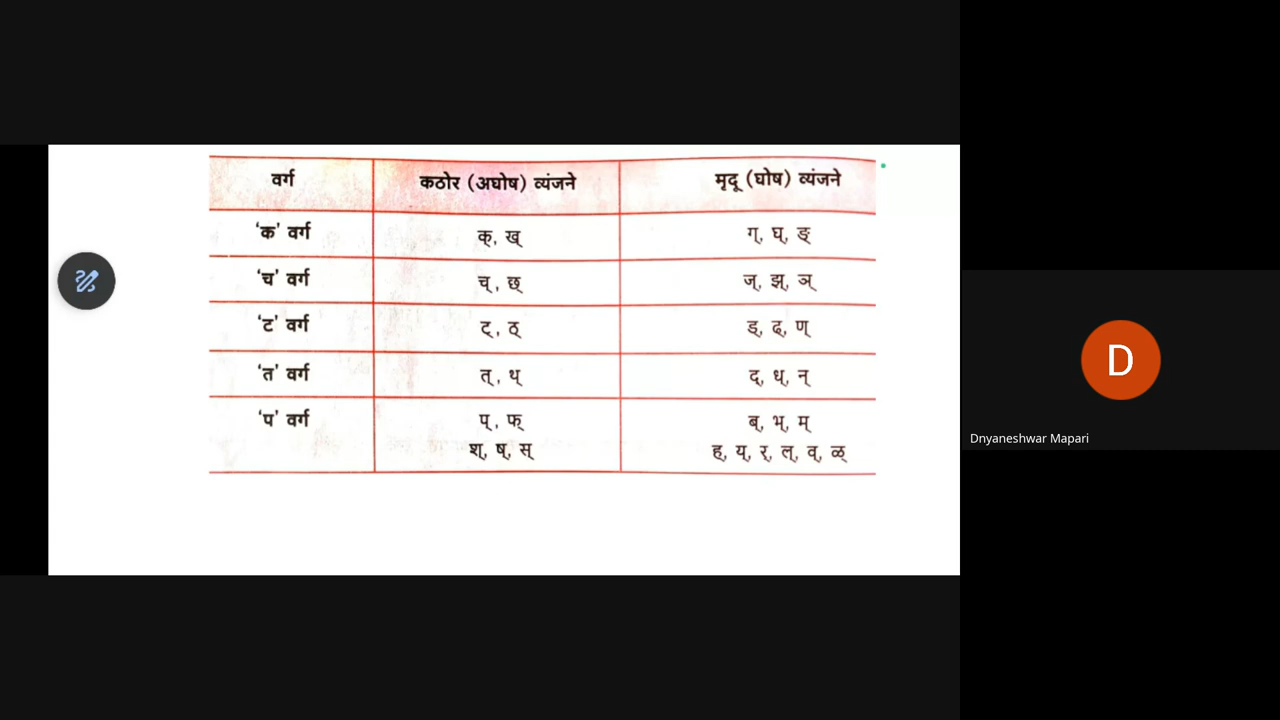 वर्ग कठोर (अघोष) व्यंजने मृदू (घोष) व्यंजने
'क' वर्ग क्, ख् ग्, घ्, ङ्
'च' वर्ग च्, छ् ज्, झ्, ञ्
'ट' वर्ग ट्, ठ् ड्, ढ्, ण्
'त' वर्ग त्, थ् द्, ध्, न्
'प' वर्ग प्, फ् ब्, भ्, म्
श्, ष्, स् ह्, य्, र्, ल्, व्, ळ्
D
Dnyaneshwar Mapari